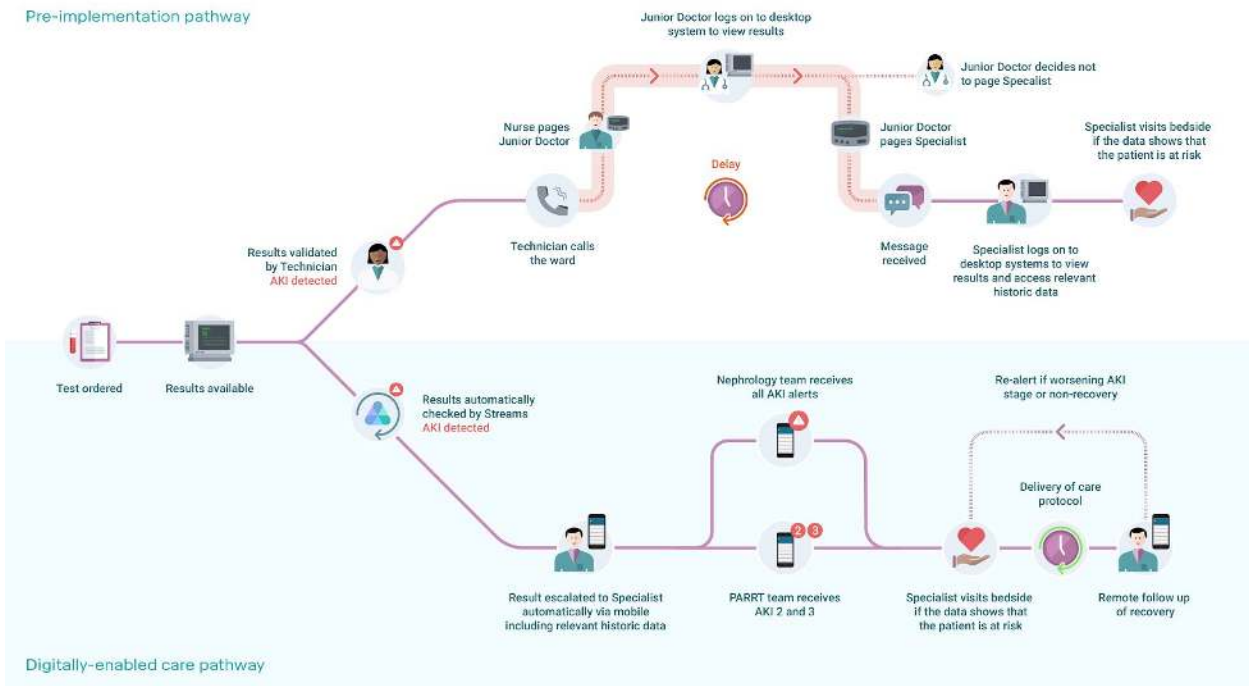 Pre-implementation pathway
Junior Doctor logs on to desktop
system to view results
Junior Doctor decides not
to page Specalist
Nurse pages
Junior Doctor
Junior Doctor
pages Specialist
Specialist visits bedside
if the data shows that
the patient is at risk
Delay
Results validated
by Technician
AKI detected
Technician calls
the ward
Message
received
Specialist logs on to
desktop systems to view
results and access relevant
historic data
Test ordered
Results available
Results automatically
checked by Streams
AKI detected
Nephrology team receives
all AKI alerts
Re-alert if worsening AKI
stage or non-recovery
Delivery of care
protocol
2 3
Result escalated to Specialist
automatically via mobile
including relevant historic data
PARRT team receives
AKI 2 and 3
Specialist visits bedside
if the data shows that
the patient is at risk
Remote follow up
of recovery
Digitally-enabled care pathway